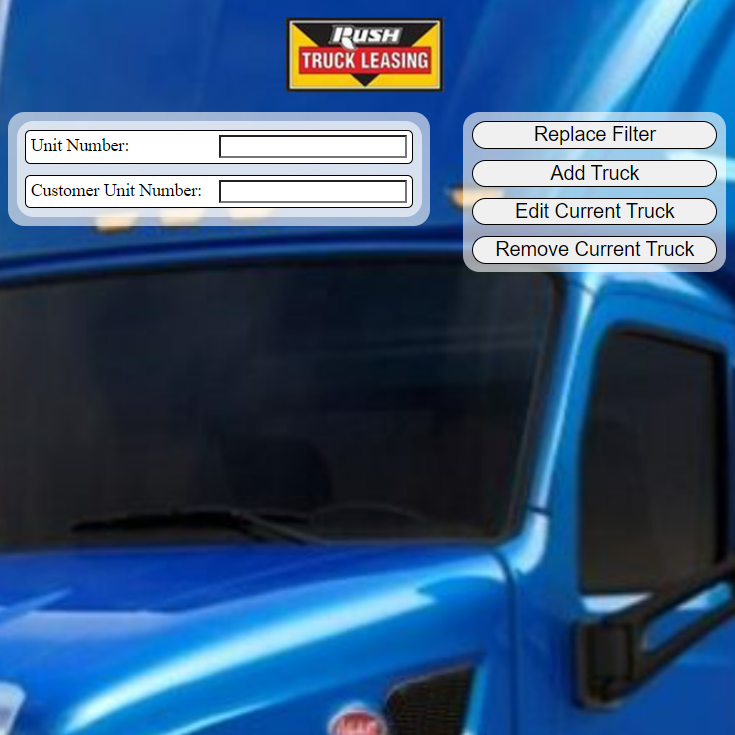 RUSH
TRUCK LEASING
Unit Number:
Customer Unit Number:
Replace Filter
Add Truck
Edit Current Truck
Remove Current Truck